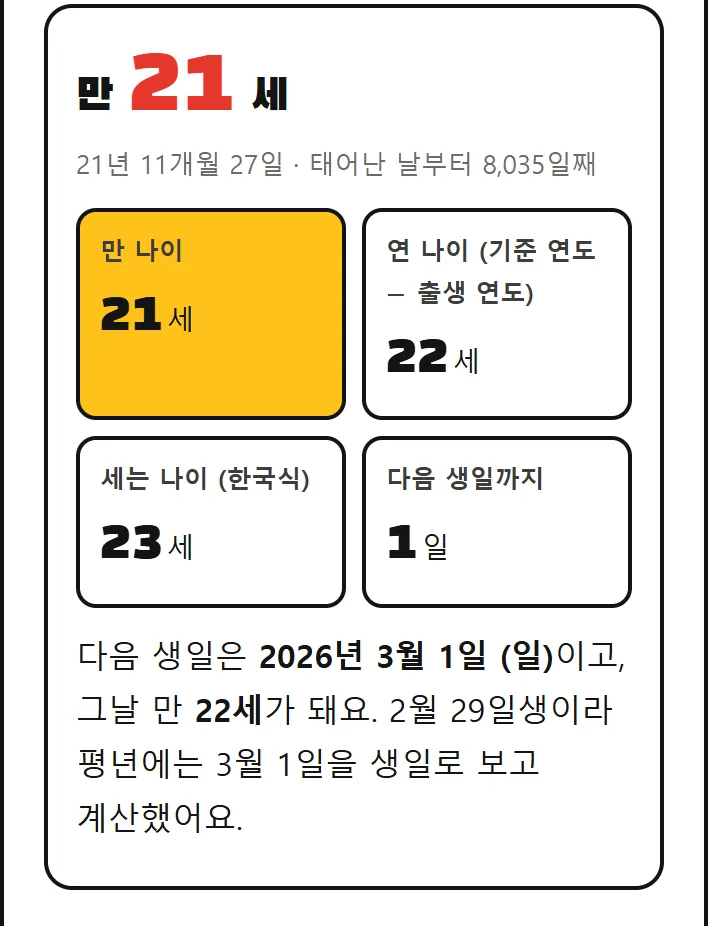 만 21 세
21년 11개월 27일 · 태어난 날부터 8,035일째
만 나이
21 세
연 나이 (기준 연도
– 출생 연도)
22 세
세는 나이 (한국식)
23 세
다음 생일까지
1 일
다음 생일은 2026년 3월 1일 (일)이고,
그날 만 22세가 돼요. 2월 29일생이라
평년에는 3월 1일을 생일로 보고
계산했어요.